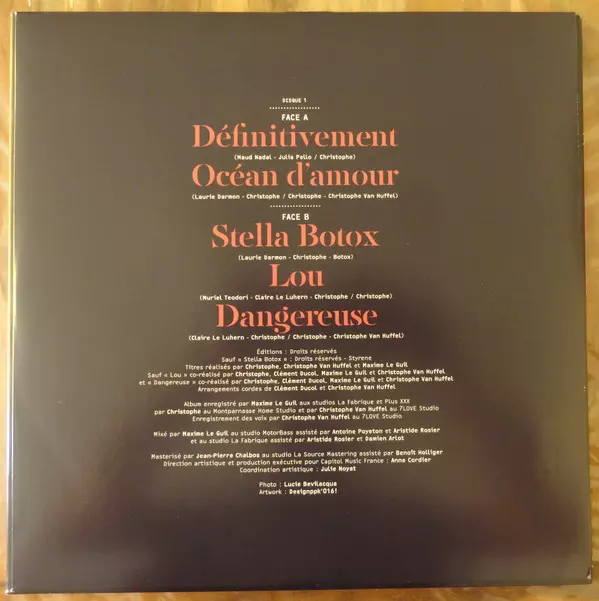 DISQUE 1
FACE A
Définitivement
(Maud Nadal - Julia Pello / Christophe)
Océan d'amour
(Laurie Darmon - Christophe / Christophe - Christophe Van Huffel)
FACE B
Stella Botox
(Laurie Darmon - Christophe - Botox)
Lou
(Muriel Teodori - Claire Le Luhern - Christophe / Christophe)
Dangereuse
(Claire Le Luhern - Christophe / Christophe - Christophe Van Huffel)
Éditions : Droits réservés
Sauf « Stella Botox » : Droits réservés - Styrene
Titres réalisés par Christophe, Christophe Van Huffel et Maxime Le Guil
Sauf « Lou » co-réalisé par Christophe, Clément Ducol, Maxime Le Guil et Christophe Van Huffel
et « Dangereuse » co-réalisé par Christophe, Clément Ducol, Maxime Le Guil et Christophe Van Huffel
Arrangements cordes de Clément Ducol
Album enregistré par Maxime Le Guil aux studios La Fabrique et Plus XXX
par Christophe au Montparnasse Home Studio et par Christophe Van Huffel au 7LOVE Studio
Enregistrement des voix par Christophe Van Huffel au 7LOVE Studio
Mixé par Maxime Le Guil au studio MotorBass assisté par Antoine Poyeton et Aristide Rosier
et au studio La Fabrique assisté par Aristide Rosier et Damien Arlot
Masterisé par Jean-Pierre Chalbos au studio La Source Mastering assisté par Benoît Holliger
Direction artistique et production exécutive pour Capitol Music France : Anne Cordier
Coordination artistique : Julie Noyat
Photo : Lucie Bevilacqua
Artwork : Designppk'016!